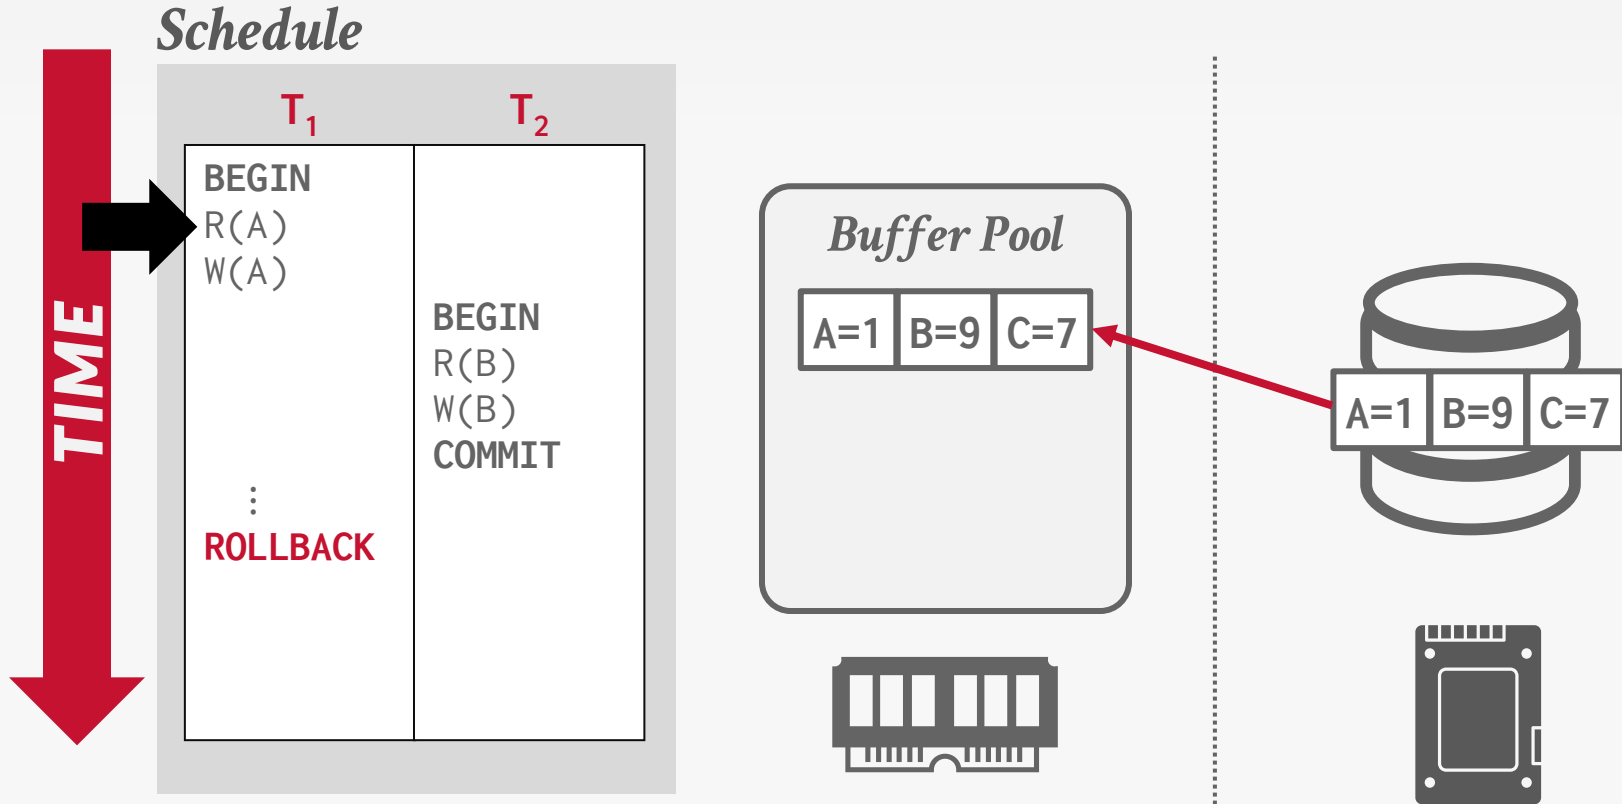 Schedule
TIME
T1
T2
BEGIN
R(A)
W(A)
BEGIN
R(B)
W(B)
COMMIT
⋮
ROLLBACK
Buffer Pool
A=1 B=9 C=7
A=1 B=9 C=7